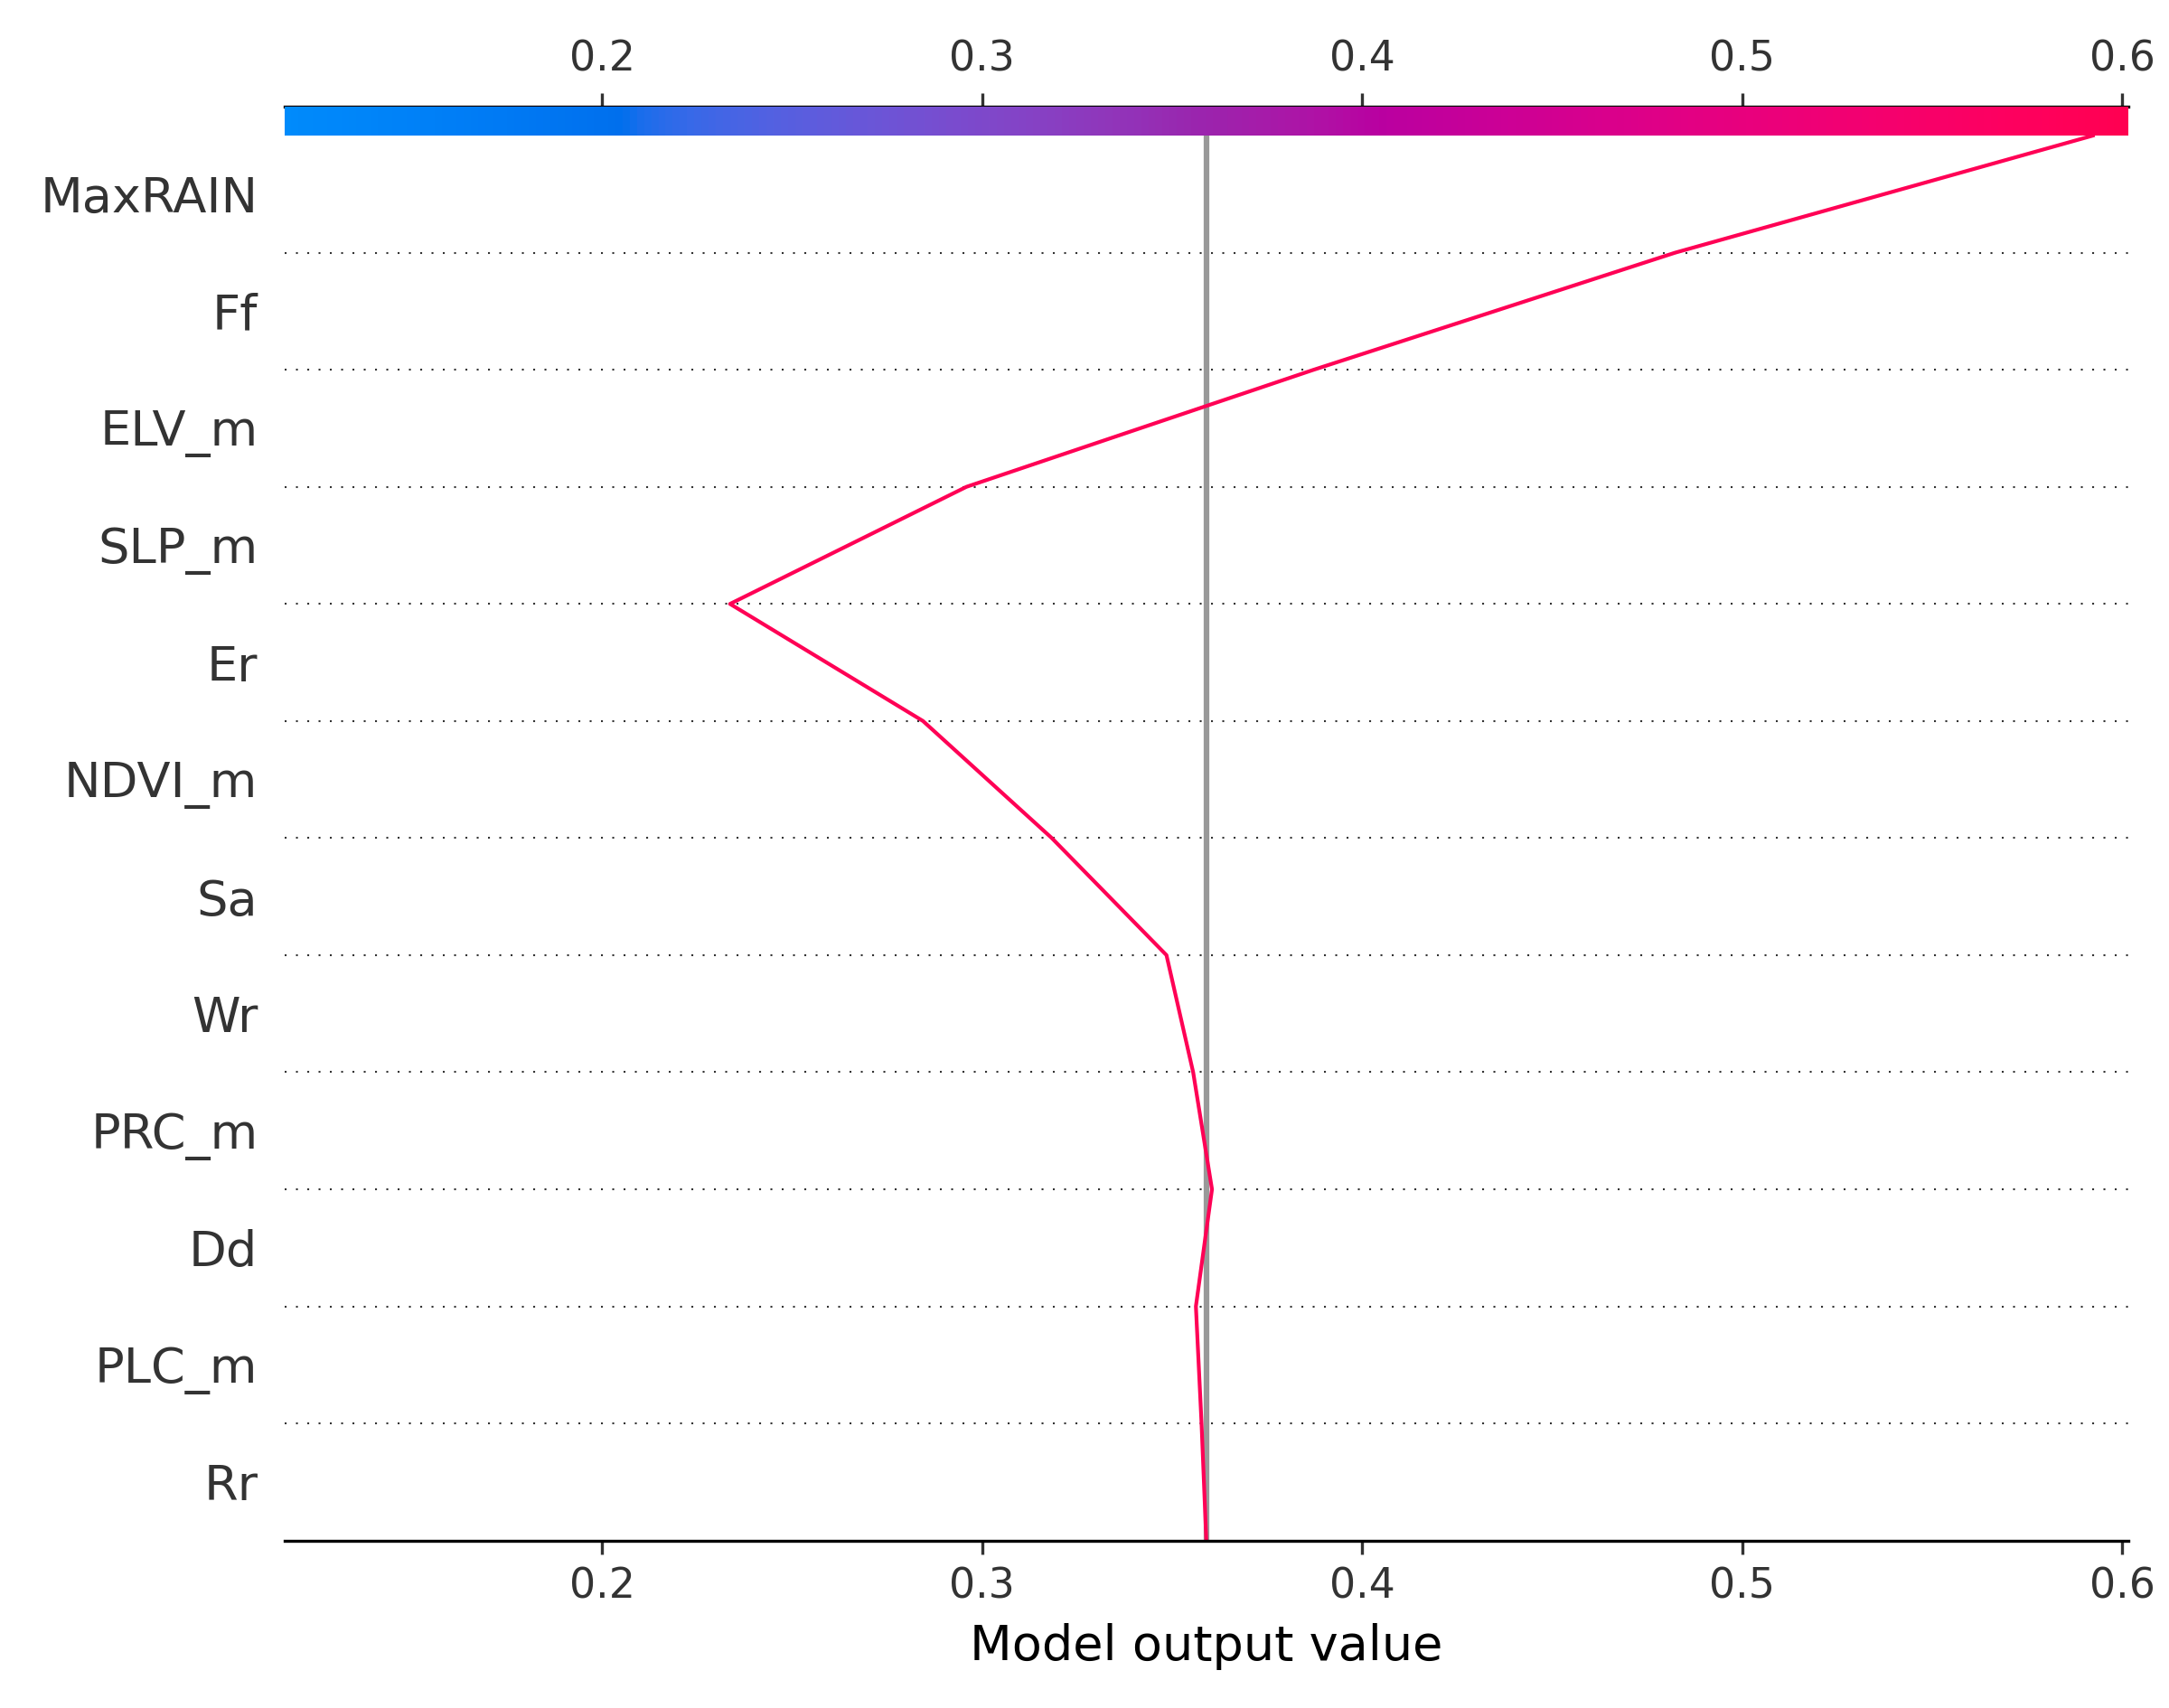 0.2 0.3 0.4 0.5 0.6
MaxRAIN
Ff
ELV_m
SLP_m
Er
NDVI_m
Sa
Wr
PRC_m
Dd
PLC_m
Rr
0.2 0.3 0.4 0.5 0.6
Model output value